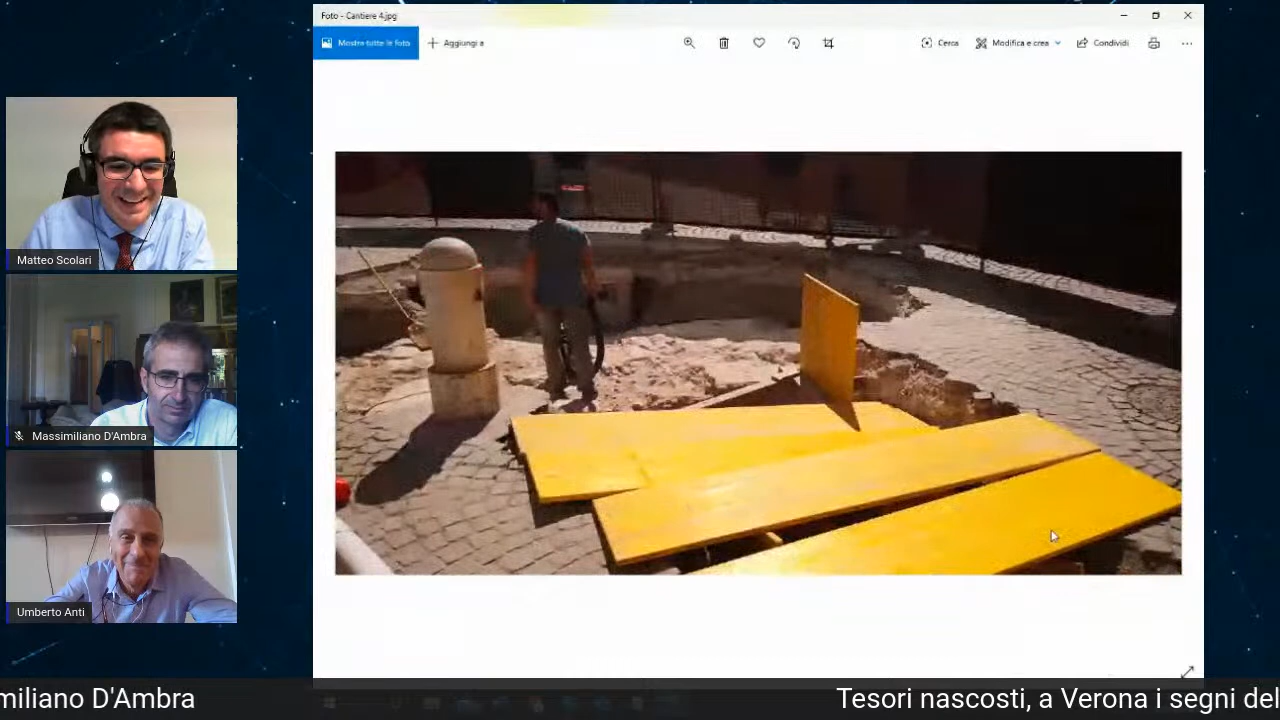 Foto - Cantiere 4.jpg
Mostra tutte le foto
Aggiungi a
Cerca
Modifica e crea
Condividi
Matteo Scolari
Massimiliano D'Ambra
Umberto Anti
miliano D'Ambra
Tesori nascosti, a Verona i segni del